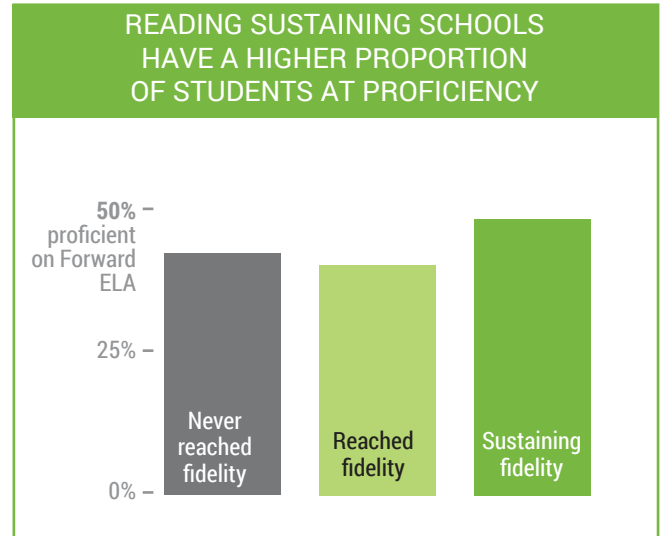 READING SUSTAINING SCHOOLS
HAVE A HIGHER PROPORTION
OF STUDENTS AT PROFICIENCY
50%
proficient
on Forward
ELA
25%
0%
Never
reached
fidelity
Reached
fidelity
Sustaining
fidelity